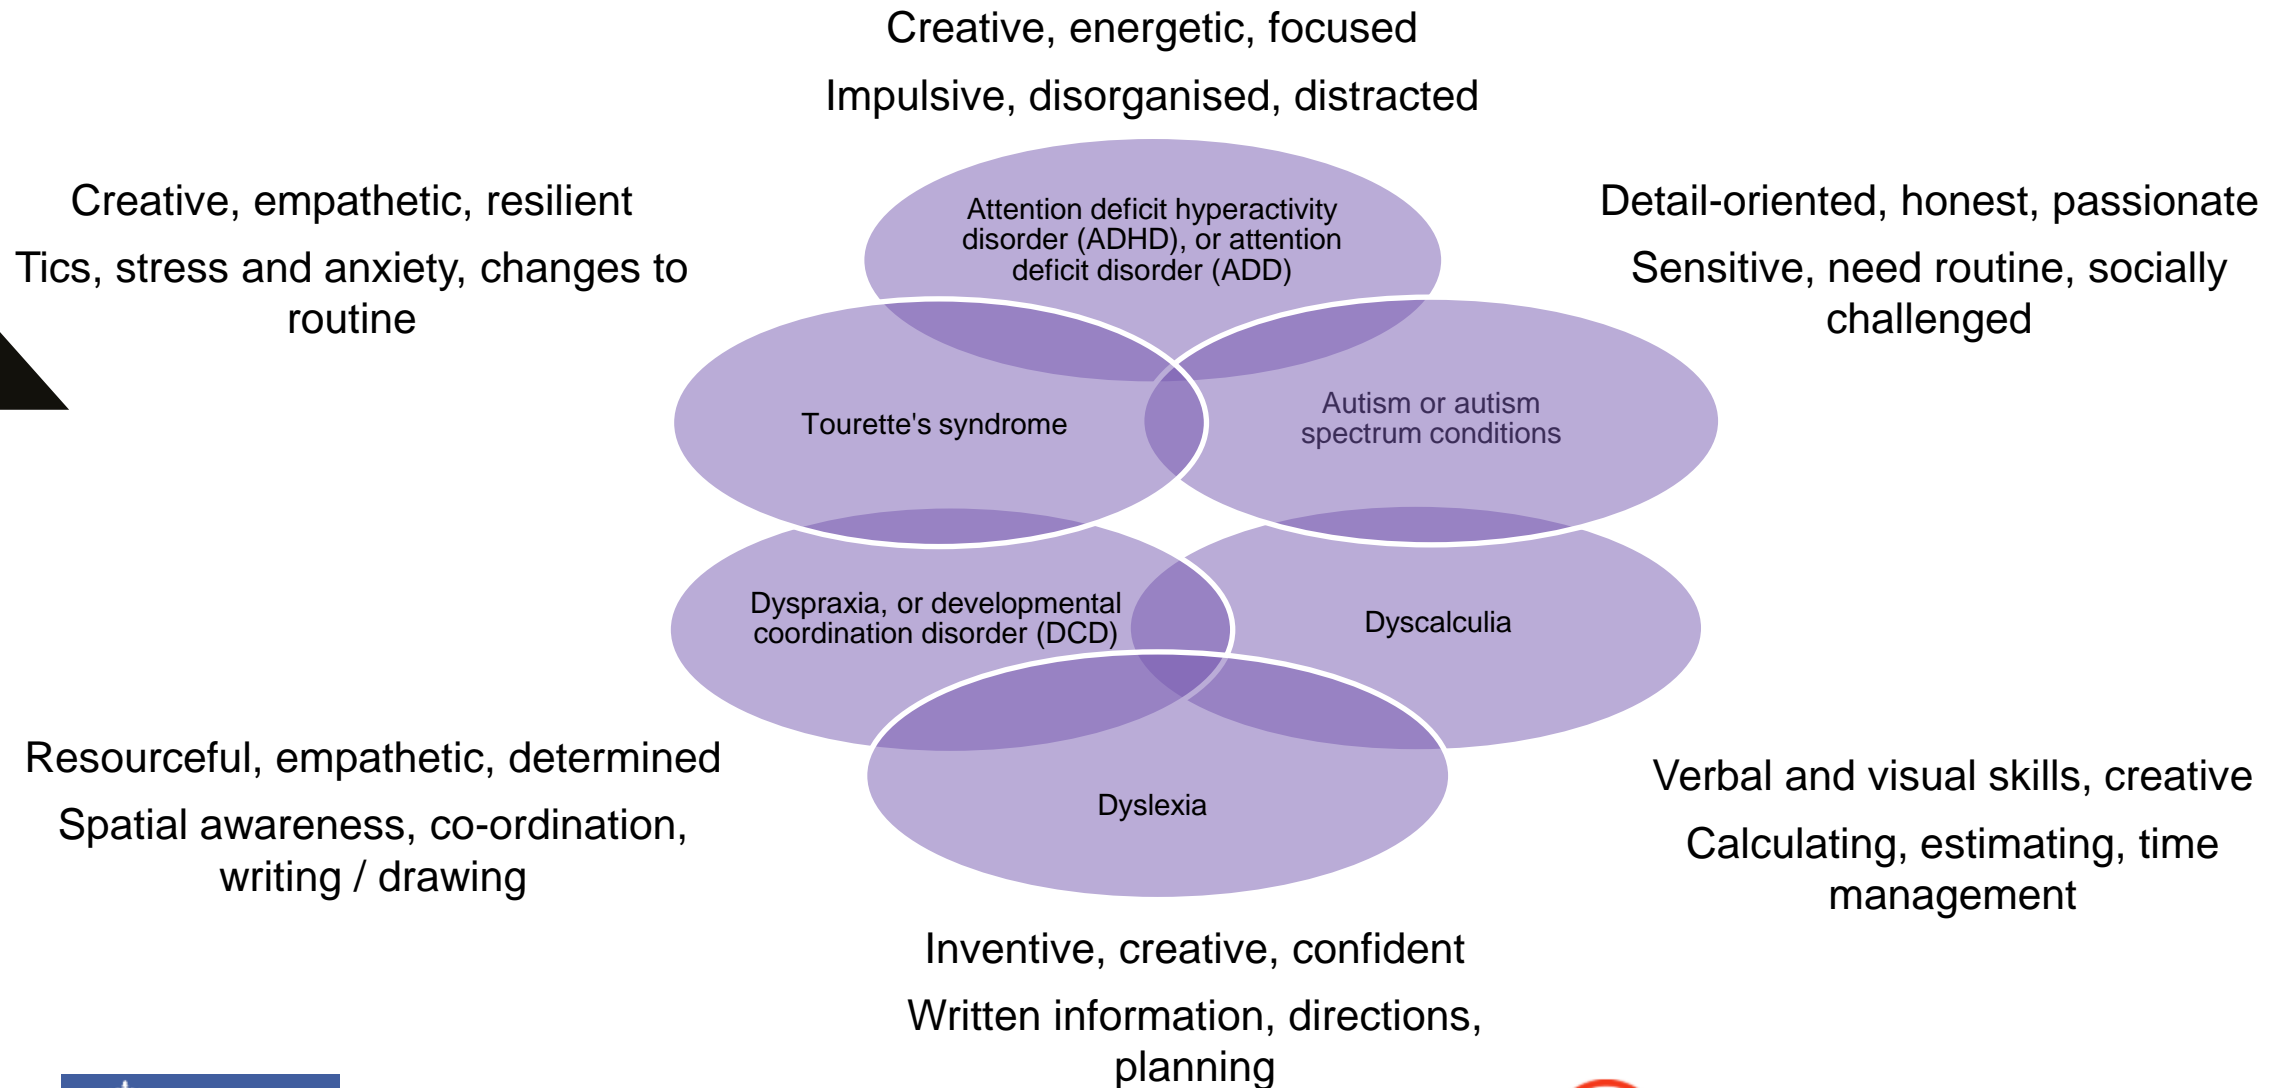 Creative, energetic, focused
Impulsive, disorganised, distracted
Creative, empathetic, resilient
Tics, stress and anxiety, changes to
routine
Attention deficit hyperactivity
disorder (ADHD), or attention
deficit disorder (ADD)
Detail-oriented, honest, passionate
Sensitive, need routine, socially
challenged
Tourette's syndrome
Autism or autism
spectrum conditions
Dyspraxia, or developmental
coordination disorder (DCD)
Dyscalculia
Resourceful, empathetic, determined
Spatial awareness, co-ordination,
writing / drawing
Dyslexia
Verbal and visual skills, creative
Calculating, estimating, time
management
Inventive, creative, confident
Written information, directions,
planning